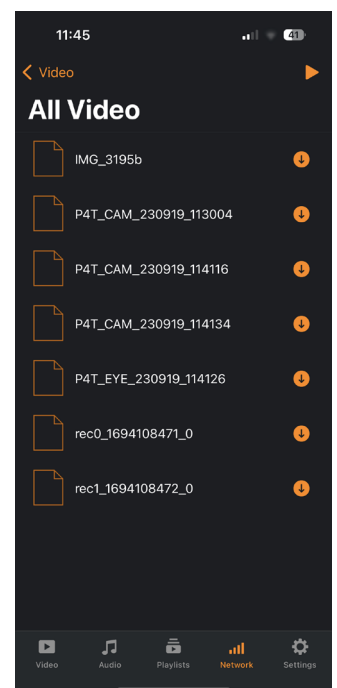 11:45
41
Video
All Video
IMG_3195b
P4T_CAM_230919_113004
P4T_CAM_230919_114116
P4T_CAM_230919_114134
P4T_EYE_230919_114126
rec0_1694108471_0
rec1_1694108472_0
Video Audio Playlists Network Settings